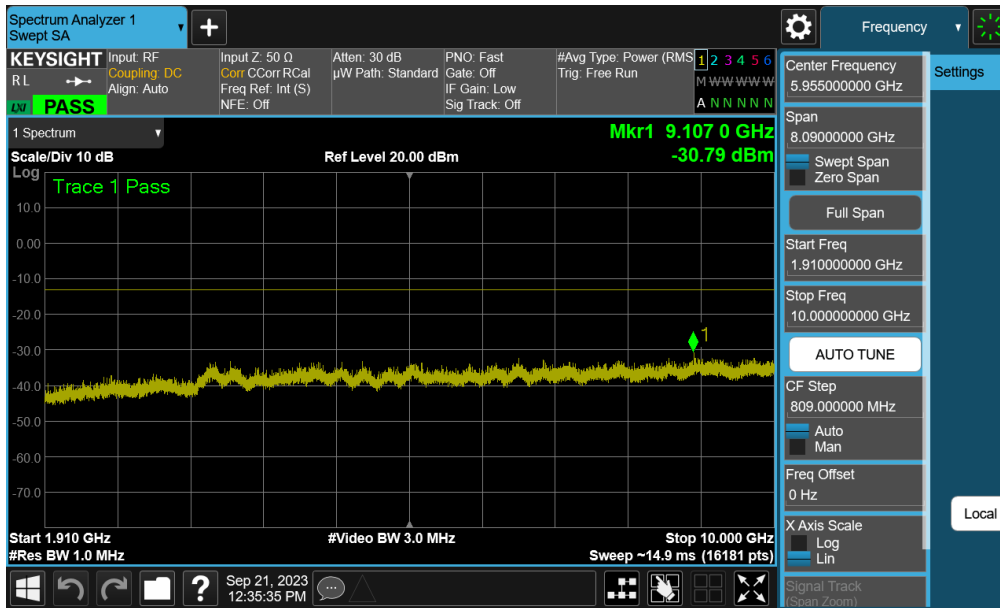 Spectrum Analyzer 1
Swept SA
+
Frequency
KEYSIGHT
RL
LXI PASS
Input: RF
Coupling: DC
Align: Auto
Input Z: 50 Ω
Corr CCorr RCal
Freq Ref: Int (S)
NFE: Off
Atten: 30 dB
µW Path: Standard
PNO: Fast
Gate: Off
IF Gain: Low
Sig Track: Off
#Avg Type: Power (RMS
Trig: Free Run
1 2 3 4 5 6
M W W W W W
A N N N N N
1 Spectrum
Scale/Div 10 dB
Ref Level 20.00 dBm
Mkr1 9.107 0 GHz
-30.79 dBm
Log
Trace 1 Pass
10.0
0.00
-10.0
-20.0
-30.0
-40.0
-50.0
-60.0
-70.0
1
Start 1.910 GHz
#Video BW 3.0 MHz
Stop 10.000 GHz
#Res BW 1.0 MHz
Sweep ~14.9 ms (16181 pts)
?
Sep 21, 2023
12:35:35 PM
Center Frequency
5.955000000 GHz
Span
8.09000000 GHz
Swept Span
Zero Span
Full Span
Start Freq
1.910000000 GHz
Stop Freq
10.000000000 GHz
AUTO TUNE
CF Step
809.000000 MHz
Auto
Man
Freq Offset
0 Hz
X Axis Scale
Log
Lin
Signal Track
(Span Zoom)
Settings
Local